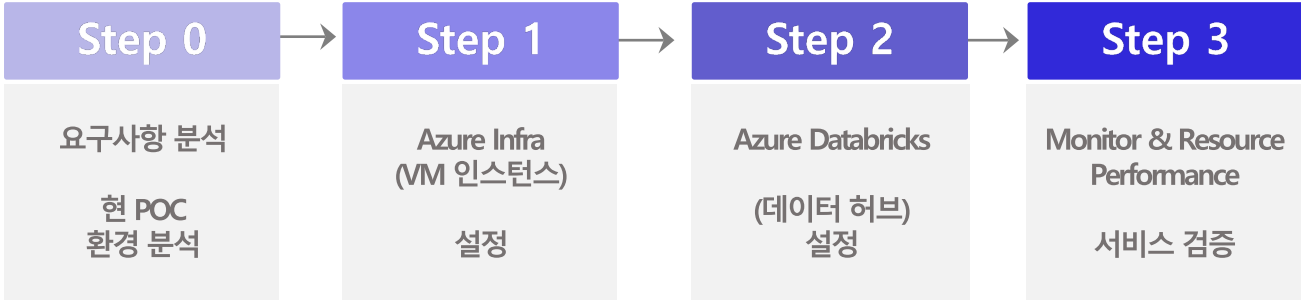 Step 0
요구사항 분석
현 POC
환경 분석
Step 1
Azure Infra
(VM 인스턴스)
설정
Step 2
Azure Databricks
(데이터 허브)
설정
Step 3
Monitor & Resource
Performance
서비스 검증